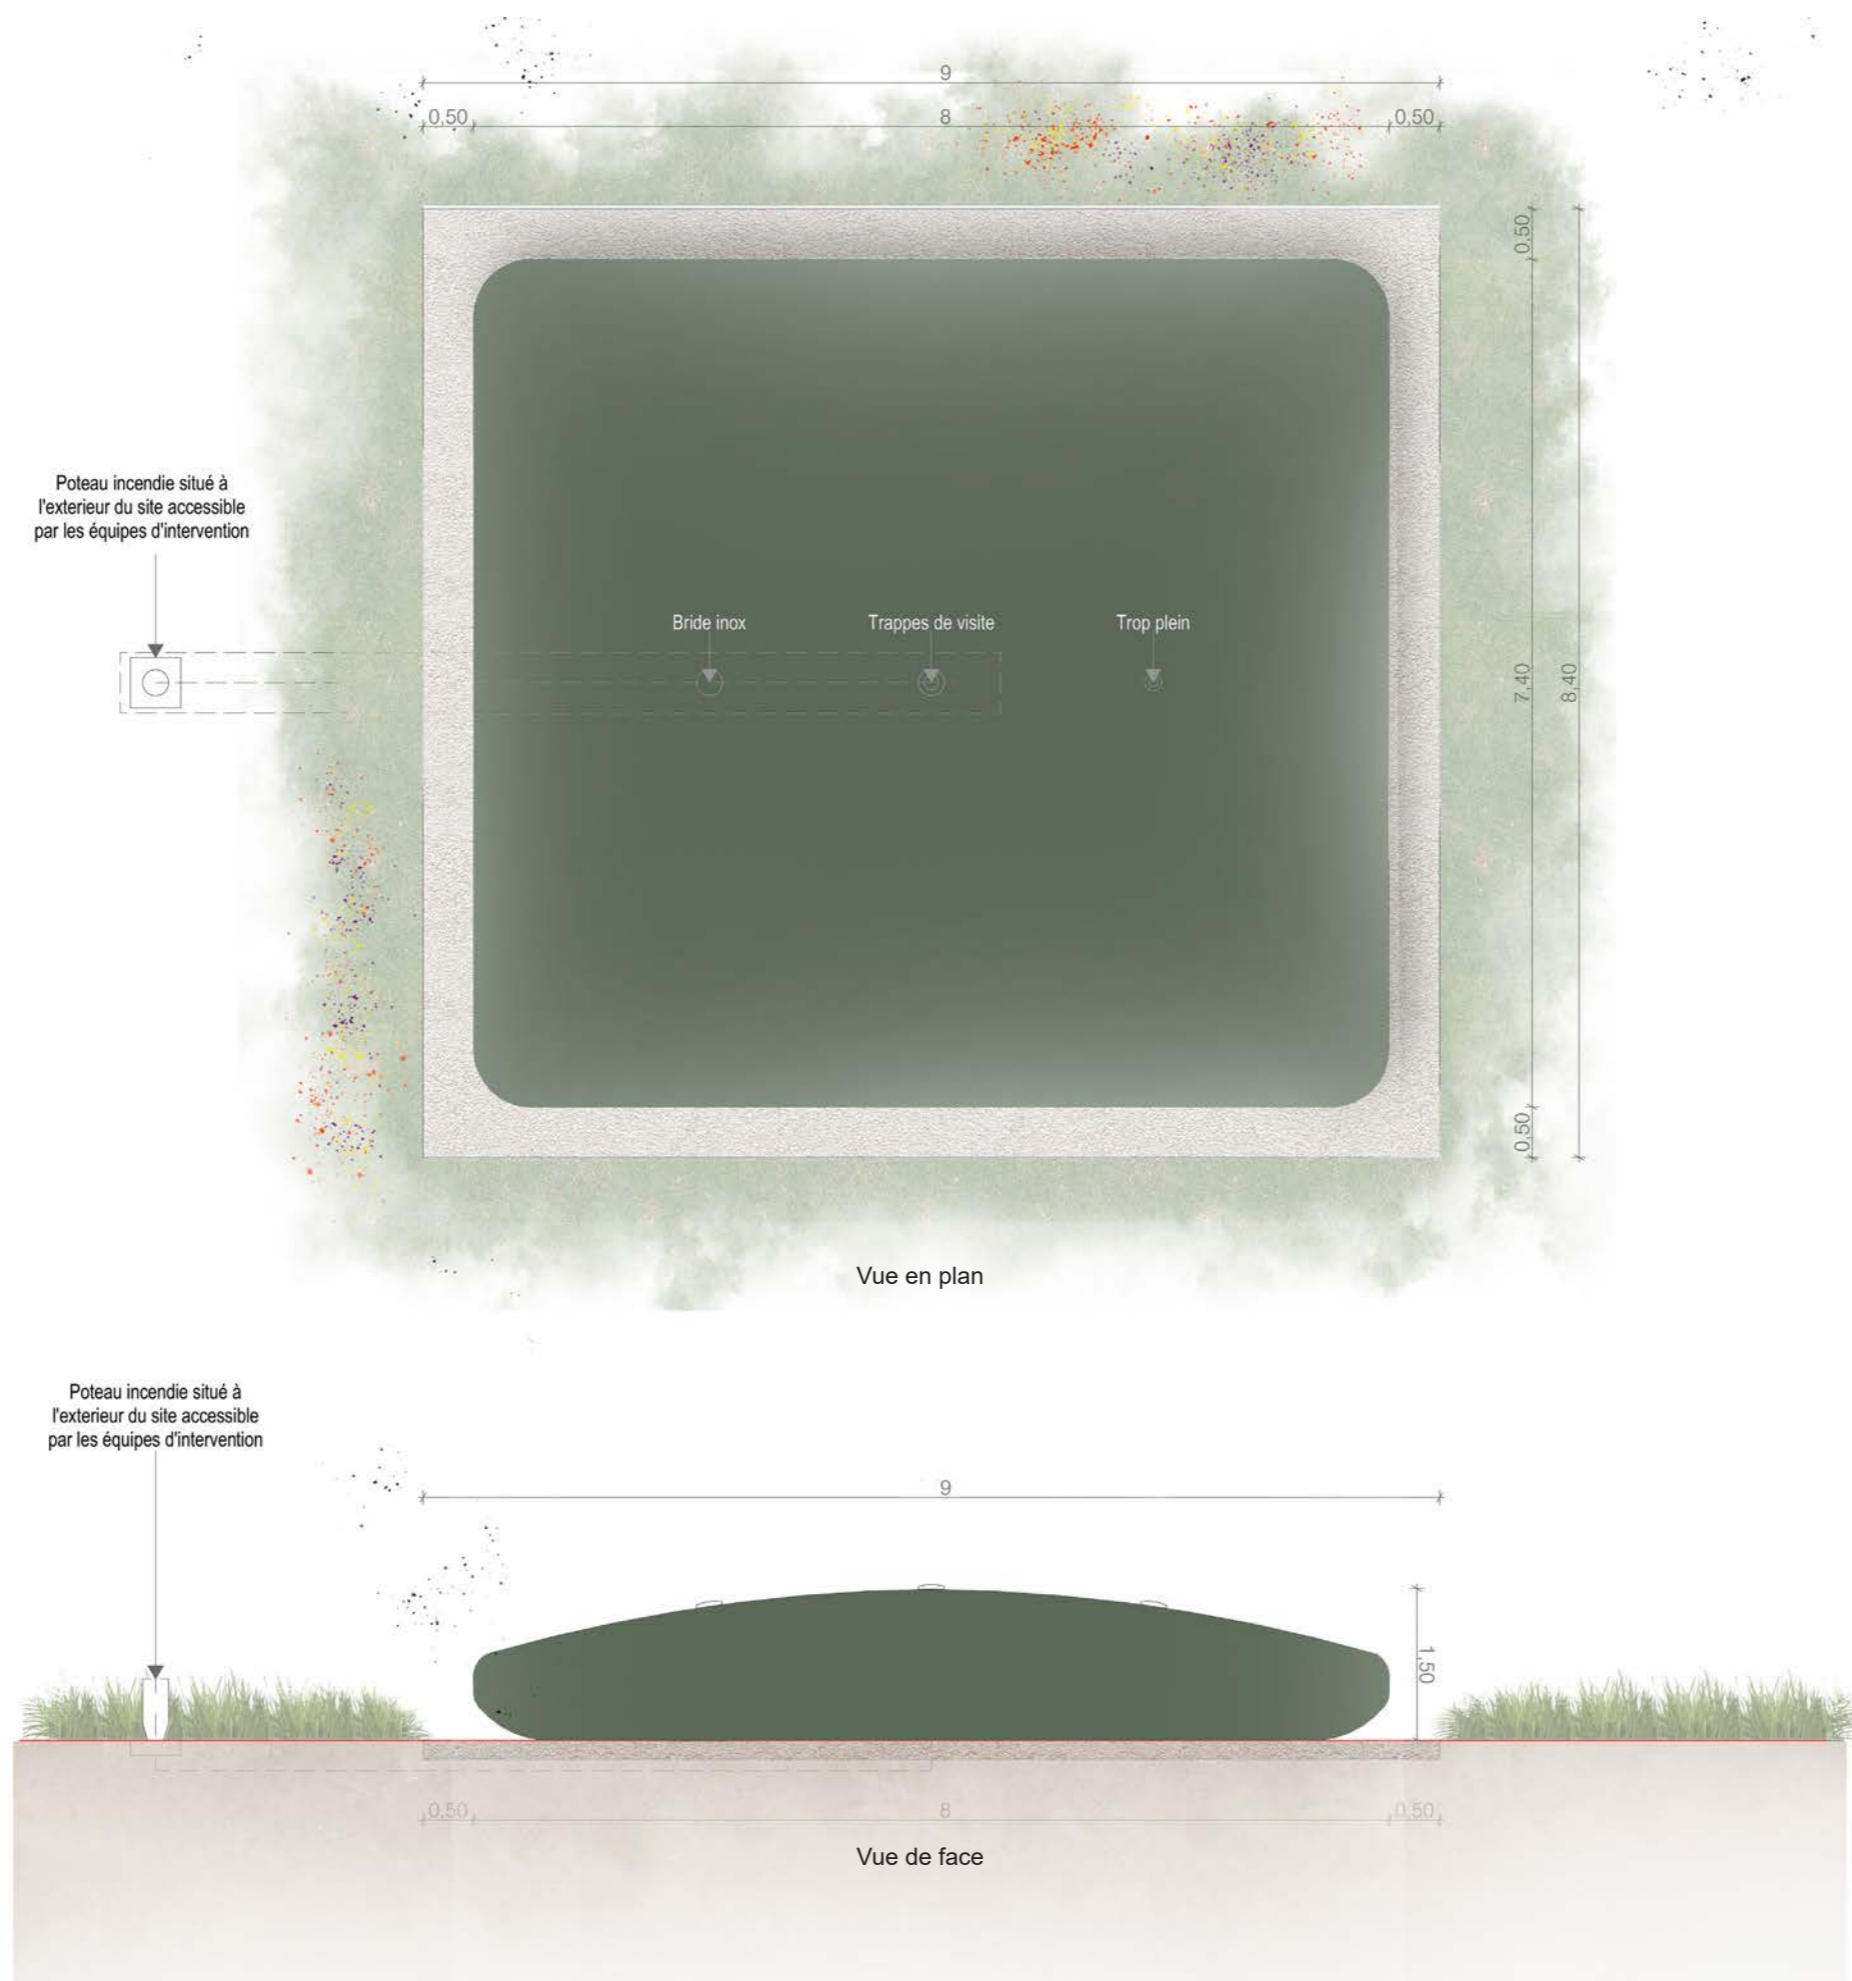 9
0,50 8 0,50
0,50
Poteau incendie situé à
l'exterieur du site accessible
par les équipes d'intervention
Bride inox Trappes de visite Trop plein
7,40 8,40
0,50
Vue en plan
Poteau incendie situé à
l'exterieur du site accessible
par les équipes d'intervention
9
1,50
0,50 8 0,50
Vue de face